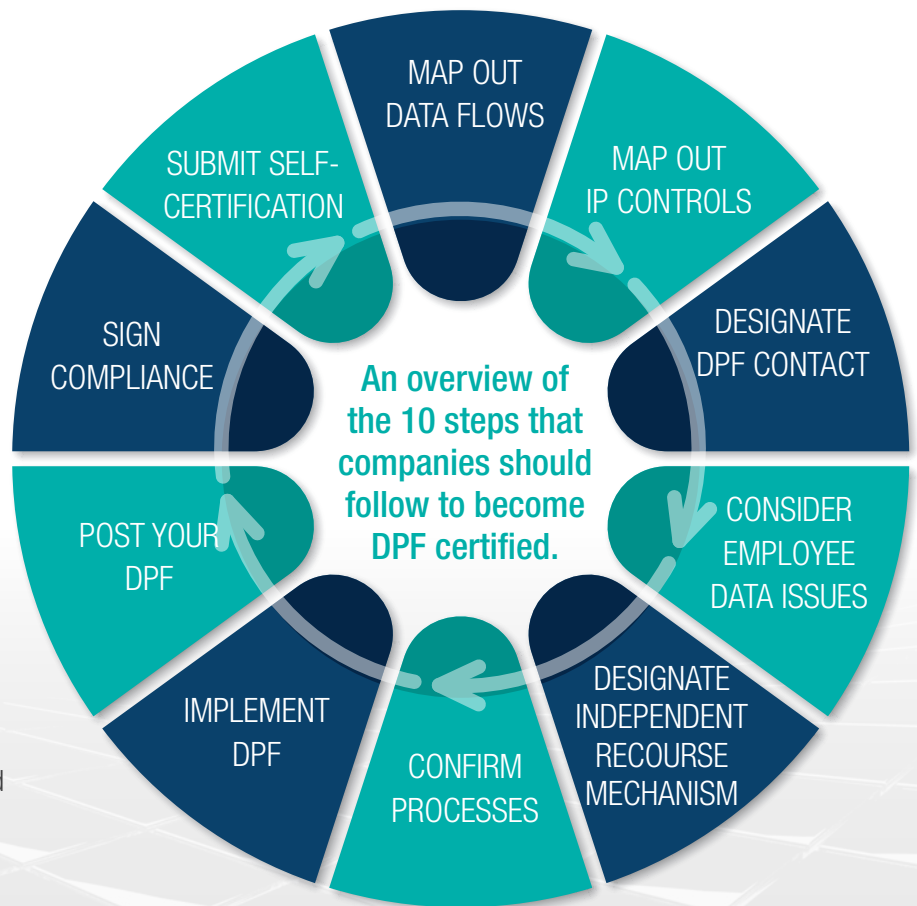 MAP OUT
DATA FLOWS
MAP OUT
IP CONTROLS
DESIGNATE
DPF CONTACT
CONSIDER
EMPLOYEE
DATA ISSUES
DESIGNATE
INDEPENDENT
RECOURSE
MECHANISM
CONFIRM
PROCESSES
IMPLEMENT
DPF
POST YOUR
DPF
SIGN
COMPLIANCE
SUBMIT SELF-
CERTIFICATION
An overview of
the 10 steps that
companies should
follow to become
DPF certified.